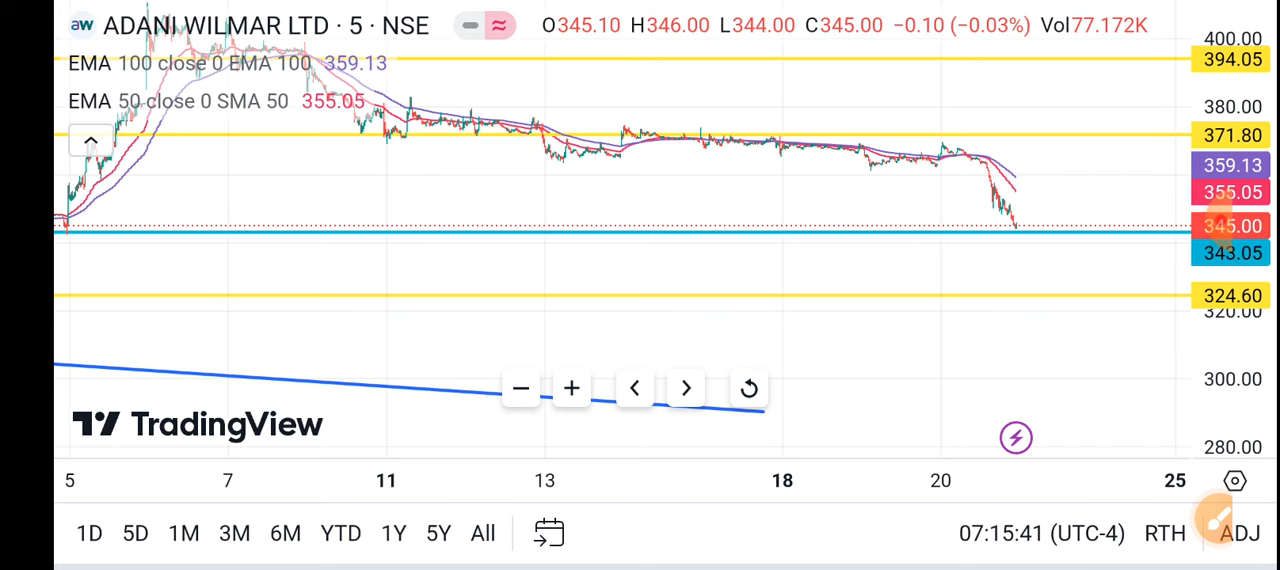 aw ADANI WILMAR LTD · 5 · NSE O345.10 H346.00 L344.00 C345.00 −0.10 (−0.03%) Vol77.172K
EMA 100 close 0 EMA 100 359.13
EMA 50 close 0 SMA 50 355.05
400.00
394.05
380.00
371.80
359.13
355.05
345.00
343.05
324.60
320.00
300.00
280.00
TradingView
5 7 11 13 18 20 25
1D 5D 1M 3M 6M YTD 1Y 5Y All 07:15:41 (UTC-4) RTH ADJ